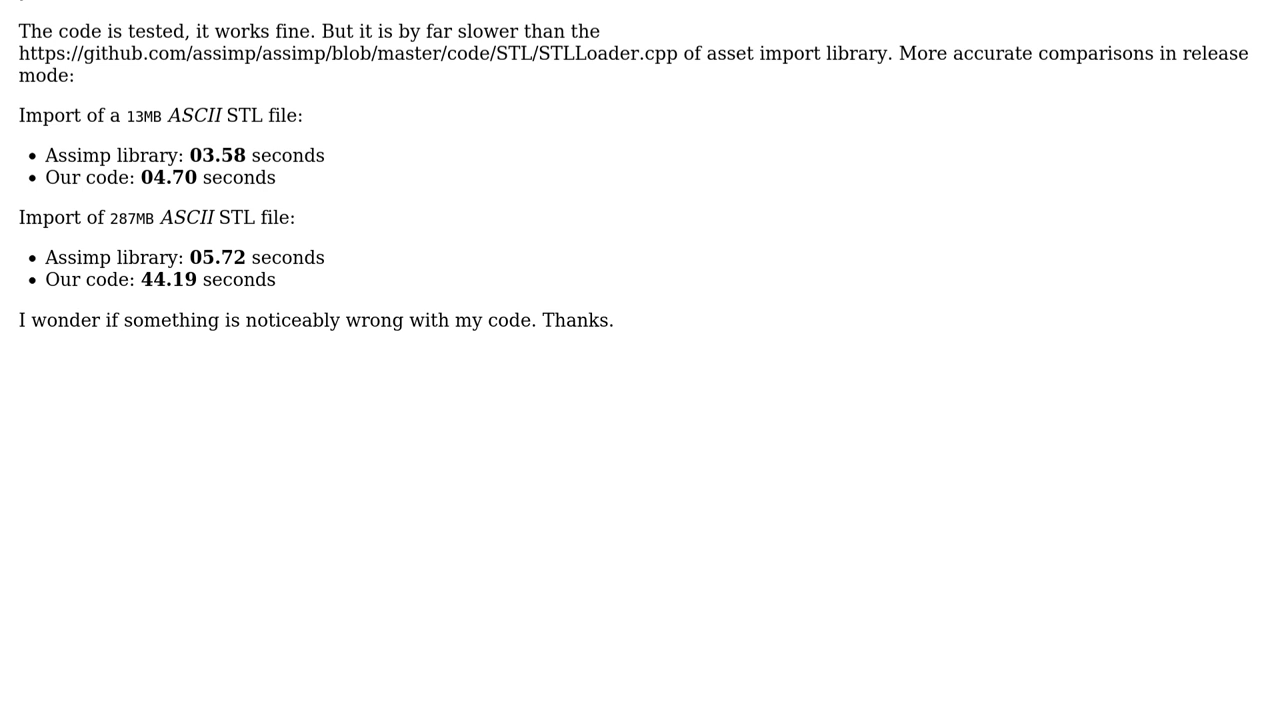 The code is tested, it works fine. But it is by far slower than the
https://github.com/assimp/assimp/blob/master/code/STL/STLLoader.cpp of asset import library. More accurate comparisons in release
mode:
Import of a 13MB ASCII STL file:
• Assimp library: 03.58 seconds
• Our code: 04.70 seconds
Import of 287MB ASCII STL file:
• Assimp library: 05.72 seconds
• Our code: 44.19 seconds
I wonder if something is noticeably wrong with my code. Thanks.